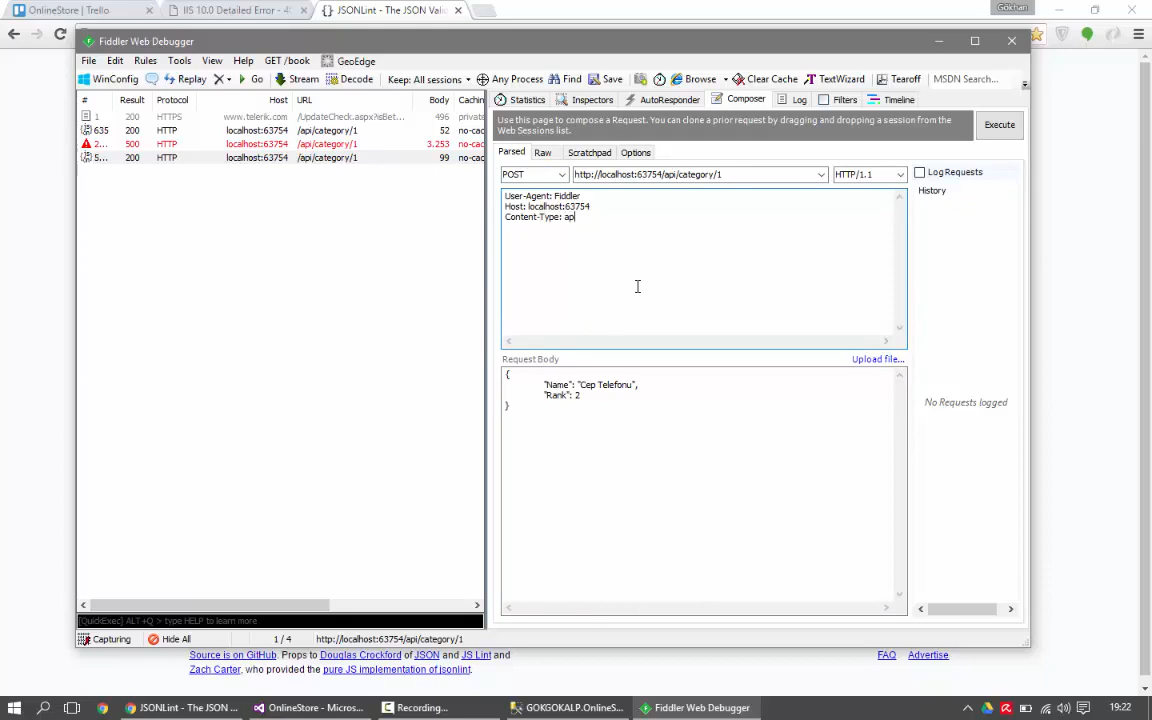 OnlineStore | Trello
IIS 10.0 Detailed Error - 40
JSONLint - The JSON Vali
Gökhan
Fiddler Web Debugger
File Edit Rules Tools View Help GET /book GeoEdge
WinConfig Replay Go Stream Decode Keep: All sessions Any Process Find Save Browse Clear Cache TextWizard Tearoff MSDN Search...
# Result Protocol Host URL Body Cachin
1 200 HTTPS www.telerik.com /UpdateCheck.aspx?isBet... 496 private
635 200 HTTP localhost:63754 /api/category/1 52 no-cac
2... 500 HTTP localhost:63754 /api/category/1 3.253 no-cac
5... 200 HTTP localhost:63754 /api/category/1 99 no-cac
Statistics Inspectors AutoResponder Composer Log Filters Timeline
Use this page to compose a Request. You can clone a prior request by dragging and dropping a session from the
Web Sessions list.
Execute
Parsed Raw Scratchpad Options
POST http://localhost:63754/api/category/1 HTTP/1.1
Log Requests
History
User-Agent: Fiddler
Host: localhost:63754
Content-Type: ap
Request Body Upload file...
{
"Name": "Cep Telefonu",
"Rank": 2
}
No Requests logged
[QuickExec] ALT+Q > type HELP to learn more
Capturing Hide All 1 / 4 http://localhost:63754/api/category/1
Source is on GitHub. Props to Douglas Crockford of JSON and JS Lint and
Zach Carter, who provided the pure JS implementation of jsonlint.
FAQ Advertise
JSONLint - The JSON ... OnlineStore - Micros... Recording... GOKGOKALP.OnlineS... Fiddler Web Debugger 19:22